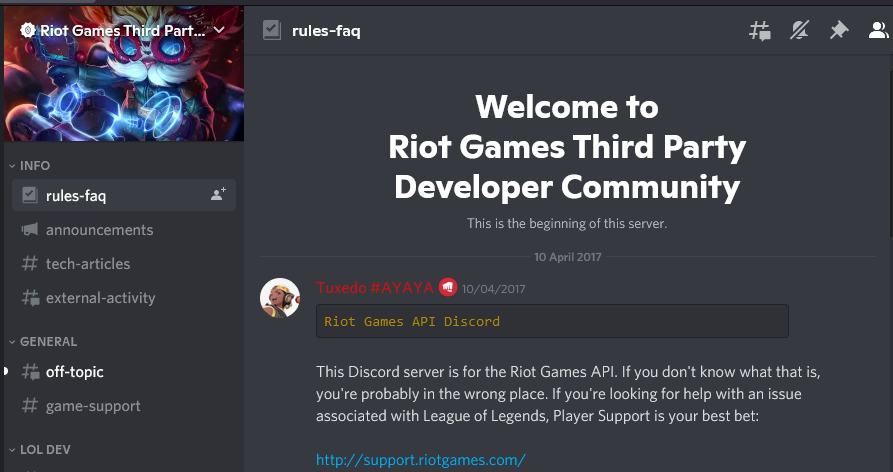 Riot Games Third Part...
rules-faq
INFO
rules-faq
announcements
tech-articles
external-activity
GENERAL
off-topic
game-support
LOL DEV
Welcome to
Riot Games Third Party
Developer Community
This is the beginning of this server.
10 April 2017
Tuxedo #AYAYA 10/04/2017
Riot Games API Discord
This Discord server is for the Riot Games API. If you don't know what that is,
you're probably in the wrong place. If you're looking for help with an issue
associated with League of Legends, Player Support is your best bet:
http://support.riotgames.com/